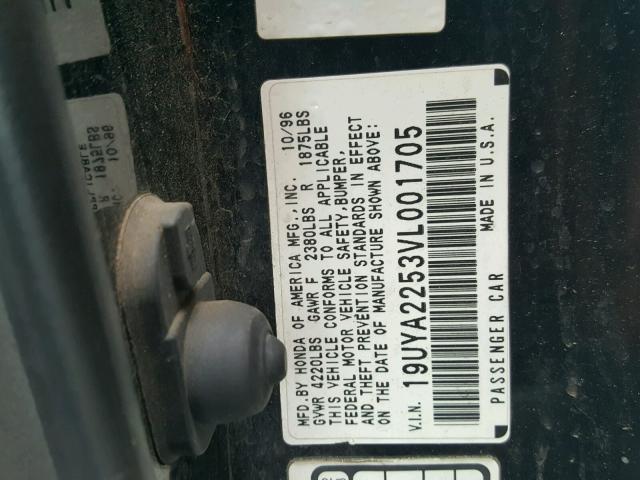 MFD.BY HONDA OF AMERICA MFG.,INC. 10/96
GVWR 4220LBS GAWR F 2380LBS R 1875LBS
THIS VEHICLE CONFORMS TO ALL APPLICABLE
FEDERAL MOTOR VEHICLE SAFETY,BUMPER,
AND THEFT PREVENTION STANDARDS IN EFFECT
ON THE DATE OF MANUFACTURE SHOWN ABOVE:
V.I.N. 19UYA2253VL001705
PASSENGER CAR MADE IN U.S.A.